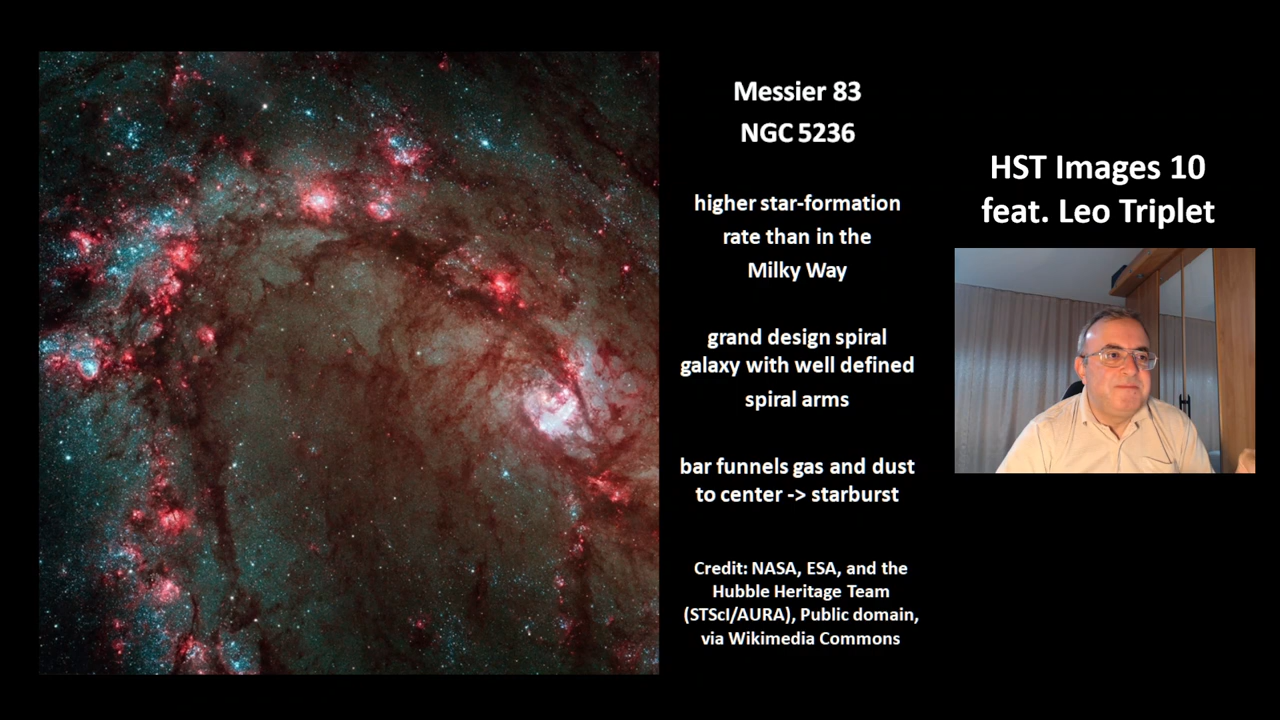 Messier 83
NGC 5236
higher star-formation
rate than in the
Milky Way
grand design spiral
galaxy with well defined
spiral arms
bar funnels gas and dust
to center -> starburst
Credit: NASA, ESA, and the
Hubble Heritage Team
(STScI/AURA), Public domain,
via Wikimedia Commons
HST Images 10
feat. Leo Triplet